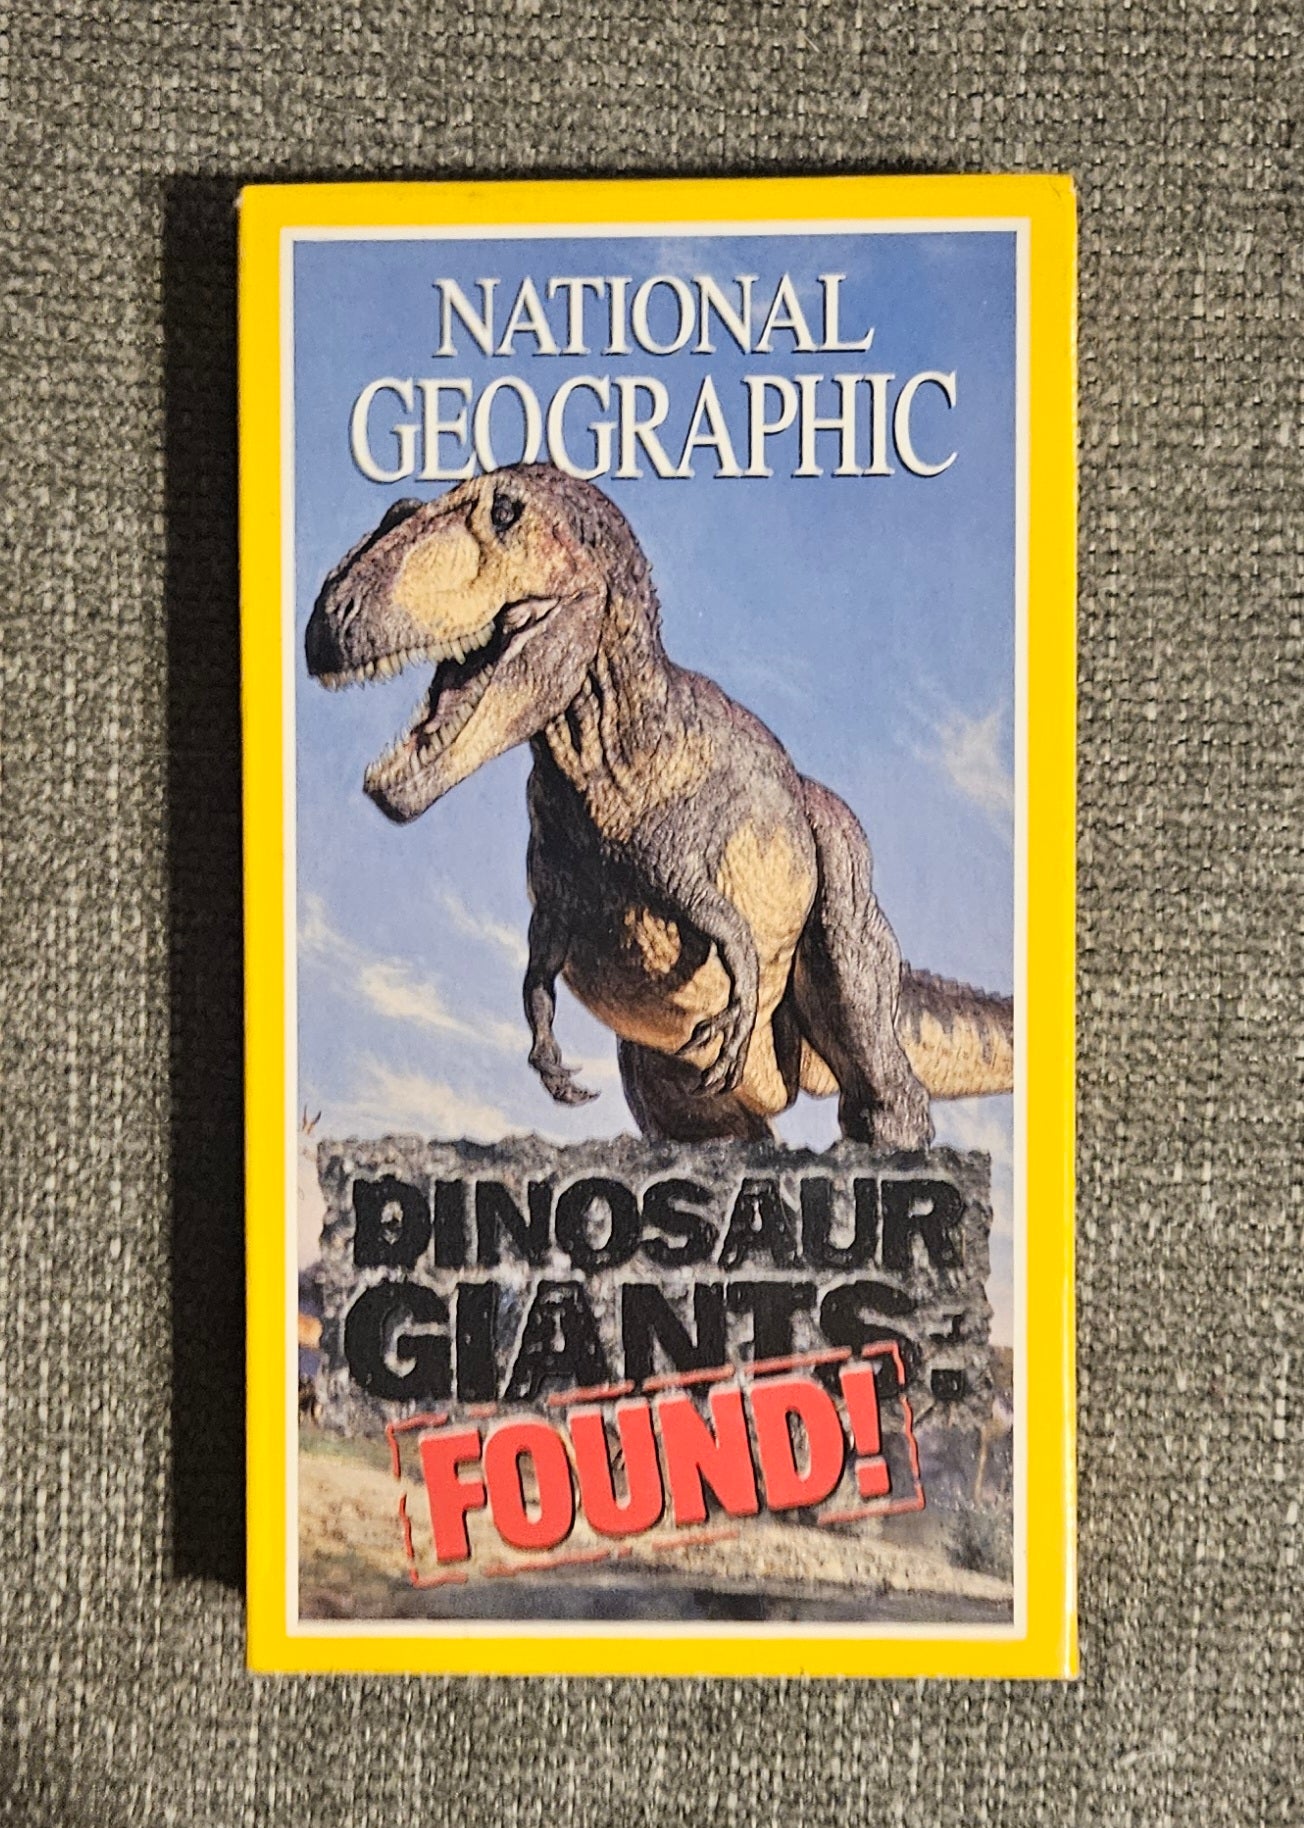 NATIONAL
GEOGRAPHIC
DINOSAUR
GIANTS:
FOUND!